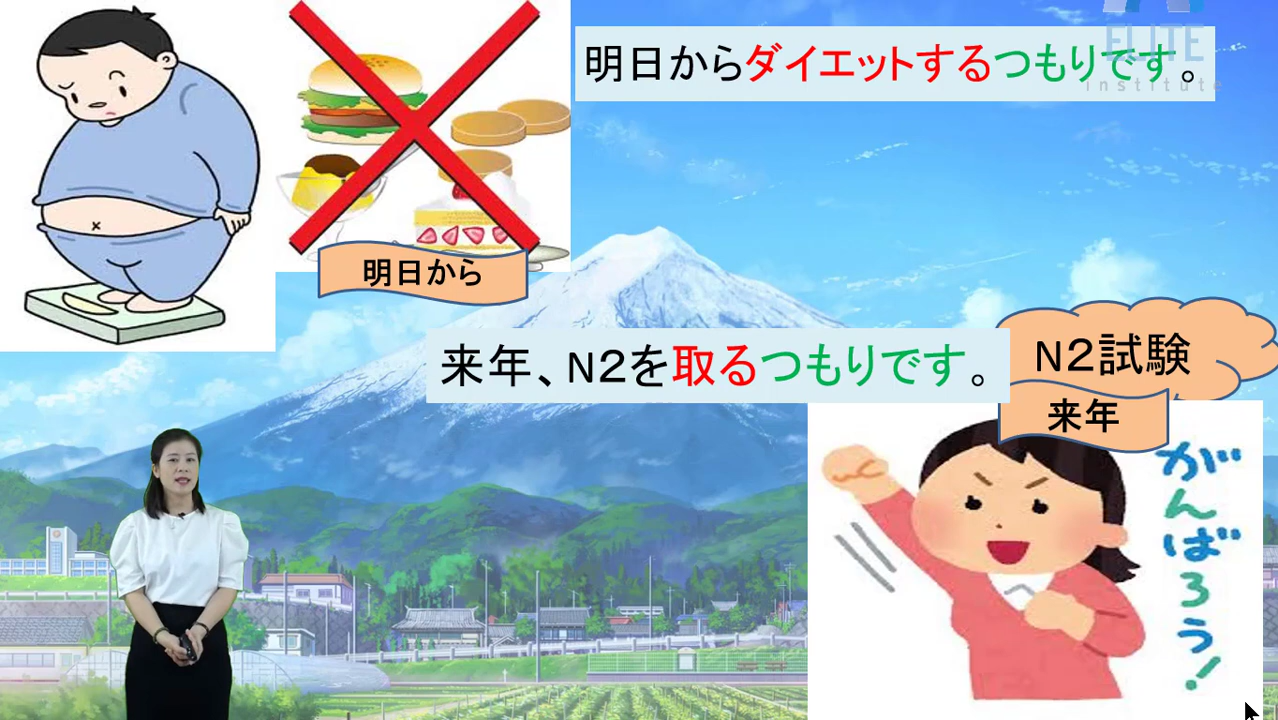 ELITE
institute
明日からダイエットするつもりです。
明日から
来年、N2を取るつもりです。
N2試験
来年
がんばろう!